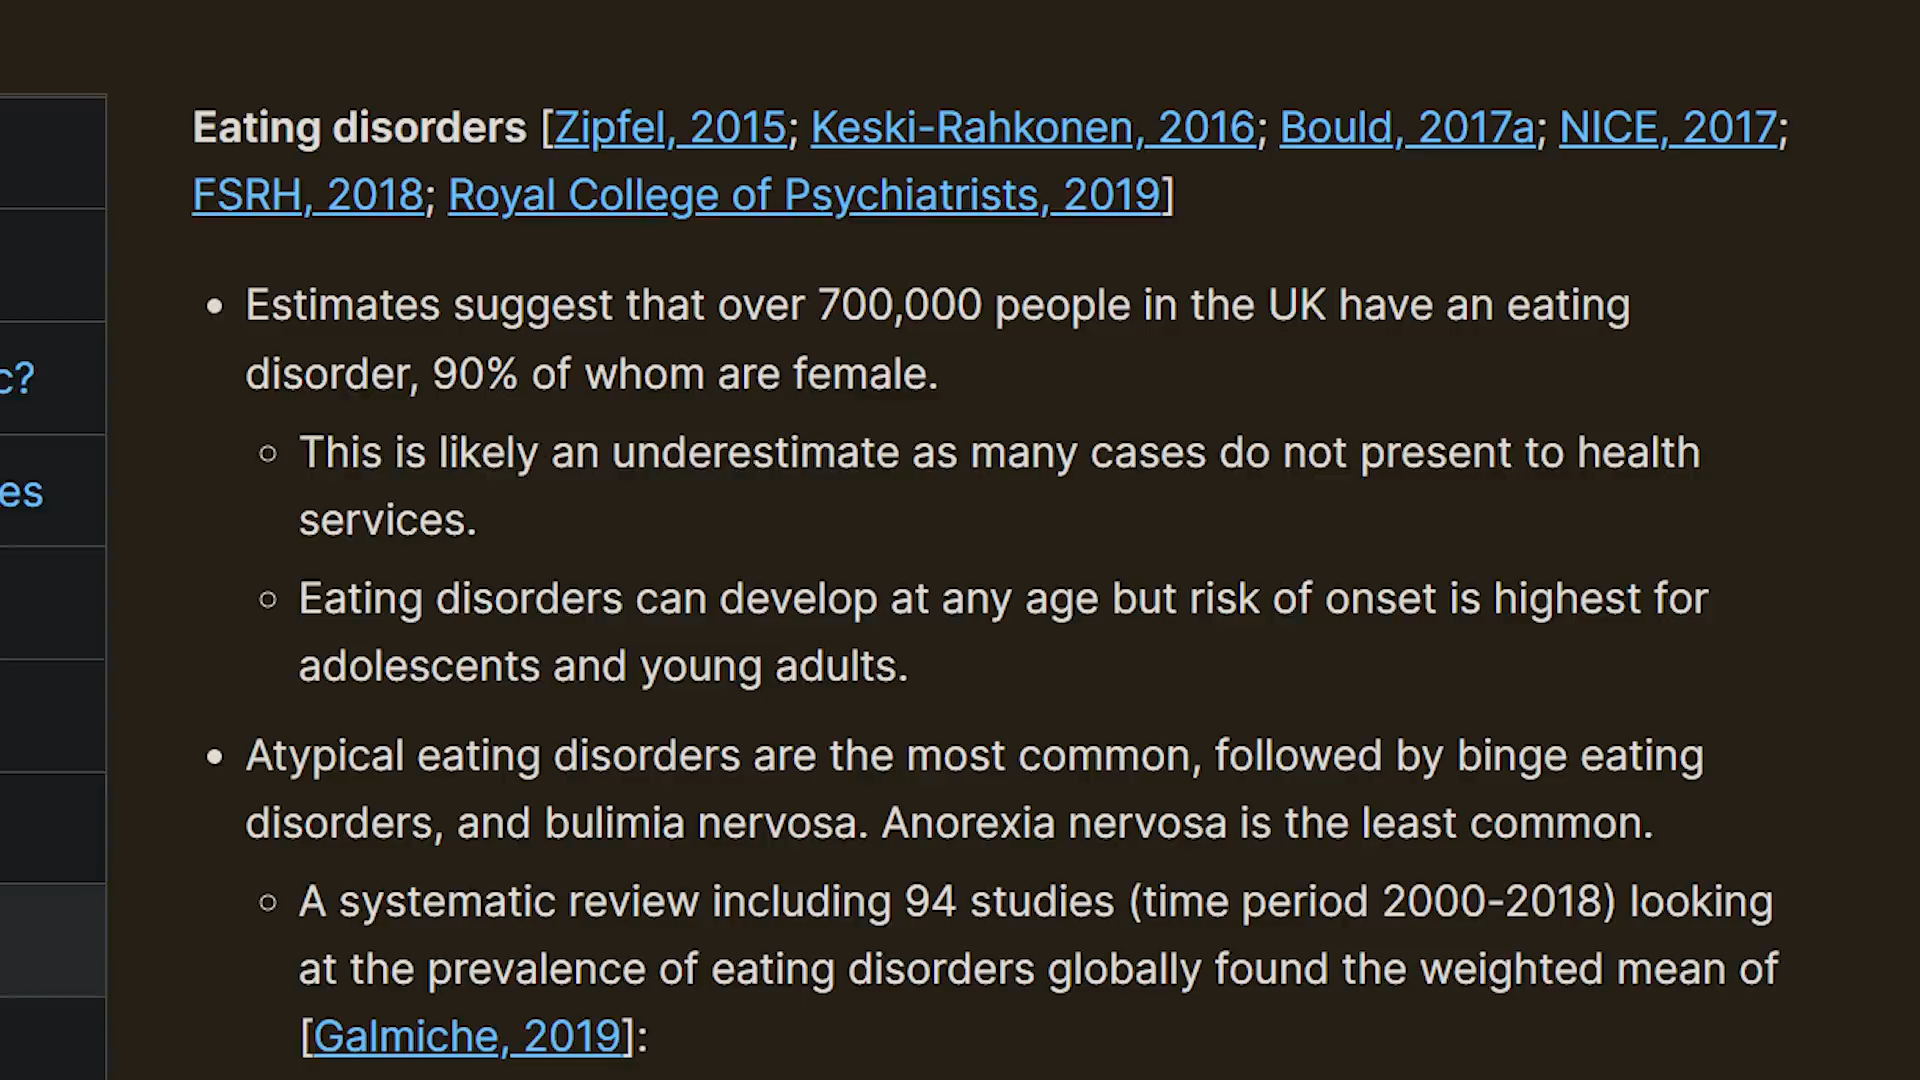 Eating disorders [Zipfel, 2015; Keski-Rahkonen, 2016; Bould, 2017a; NICE, 2017;
FSRH, 2018; Royal College of Psychiatrists, 2019]
• Estimates suggest that over 700,000 people in the UK have an eating
disorder, 90% of whom are female.
c?
○ This is likely an underestimate as many cases do not present to health
es
services.
○ Eating disorders can develop at any age but risk of onset is highest for
adolescents and young adults.
• Atypical eating disorders are the most common, followed by binge eating
disorders, and bulimia nervosa. Anorexia nervosa is the least common.
○ A systematic review including 94 studies (time period 2000-2018) looking
at the prevalence of eating disorders globally found the weighted mean of
[Galmiche, 2019]: